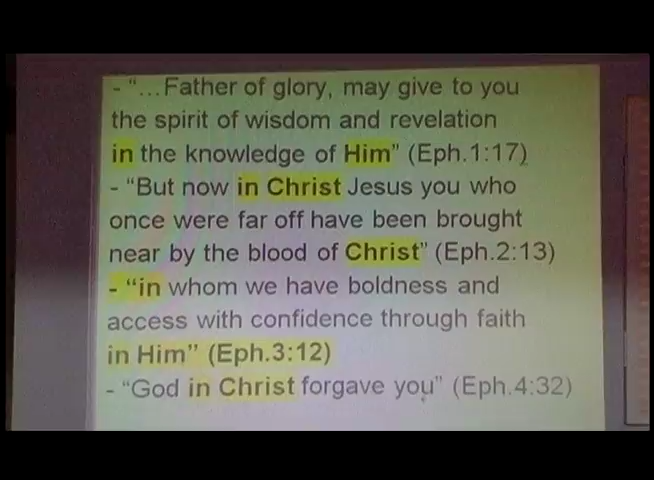 - “...Father of glory, may give to you
the spirit of wisdom and revelation
in the knowledge of Him” (Eph.1:17)
- “But now in Christ Jesus you who
once were far off have been brought
near by the blood of Christ” (Eph.2:13)
- “in whom we have boldness and
access with confidence through faith
in Him” (Eph.3:12)
- “God in Christ forgave you” (Eph.4:32)